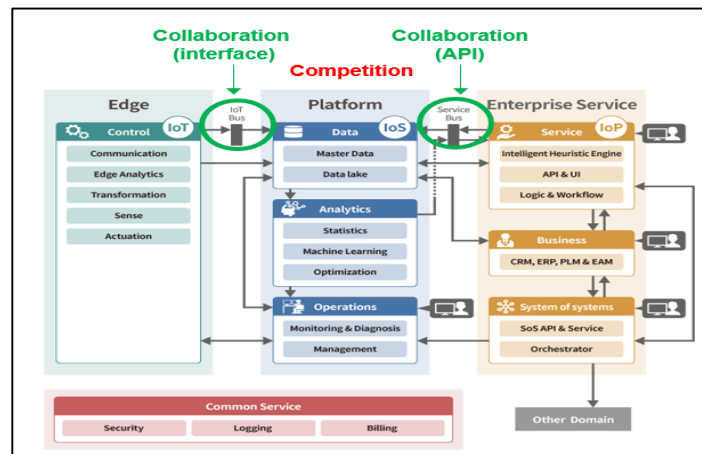 Collaboration
(interface)
Collaboration
(API)
Competition
Edge
IoT
Bus
Platform
Service
Bus
Enterprise Service
Control
IoT
Communication
Edge Analytics
Transformation
Sense
Actuation
Data
IoS
Master Data
Data lake
Analytics
Statistics
Machine Learning
Optimization
Operations
Monitoring & Diagnosis
Management
Service
IoP
Intelligent Heuristic Engine
API & UI
Logic & Workflow
Business
CRM, ERP, PLM & EAM
System of systems
SoS API & Service
Orchestrator
Common Service
Security
Logging
Billing
Other Domain